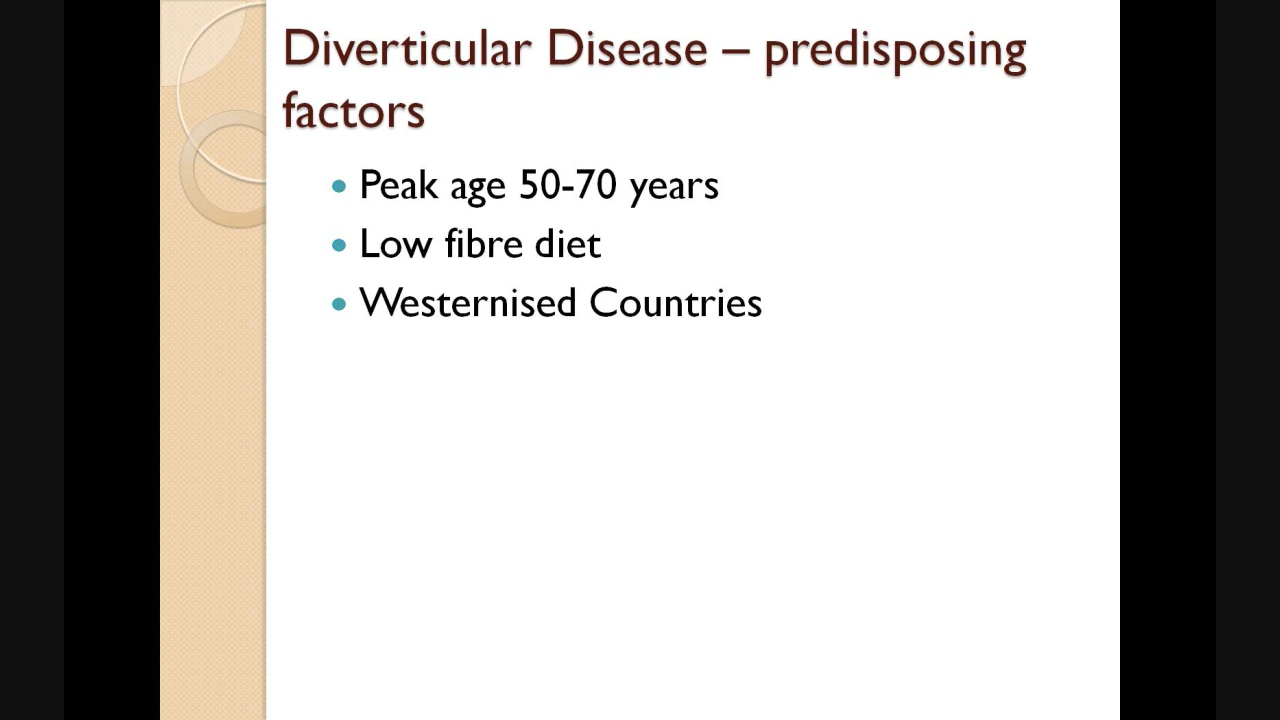 Diverticular Disease – predisposing
factors
• Peak age 50-70 years
• Low fibre diet
• Westernised Countries